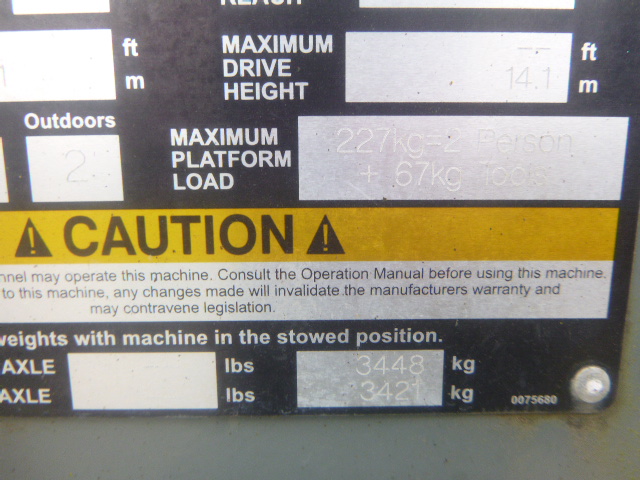 REACH
ft
m
MAXIMUM
DRIVE
HEIGHT
-- ft
14.1 m
Outdoors
2
MAXIMUM
PLATFORM
LOAD
227kg=2 Person
+ 67kg Tools
CAUTION
nnel may operate this machine. Consult the Operation Manual before using this machine.
to this machine, any changes made will invalidate the manufacturers warranty and
may contravene legislation.
weights with machine in the stowed position.
AXLE lbs 3448 kg
AXLE lbs 3421 kg
0075680